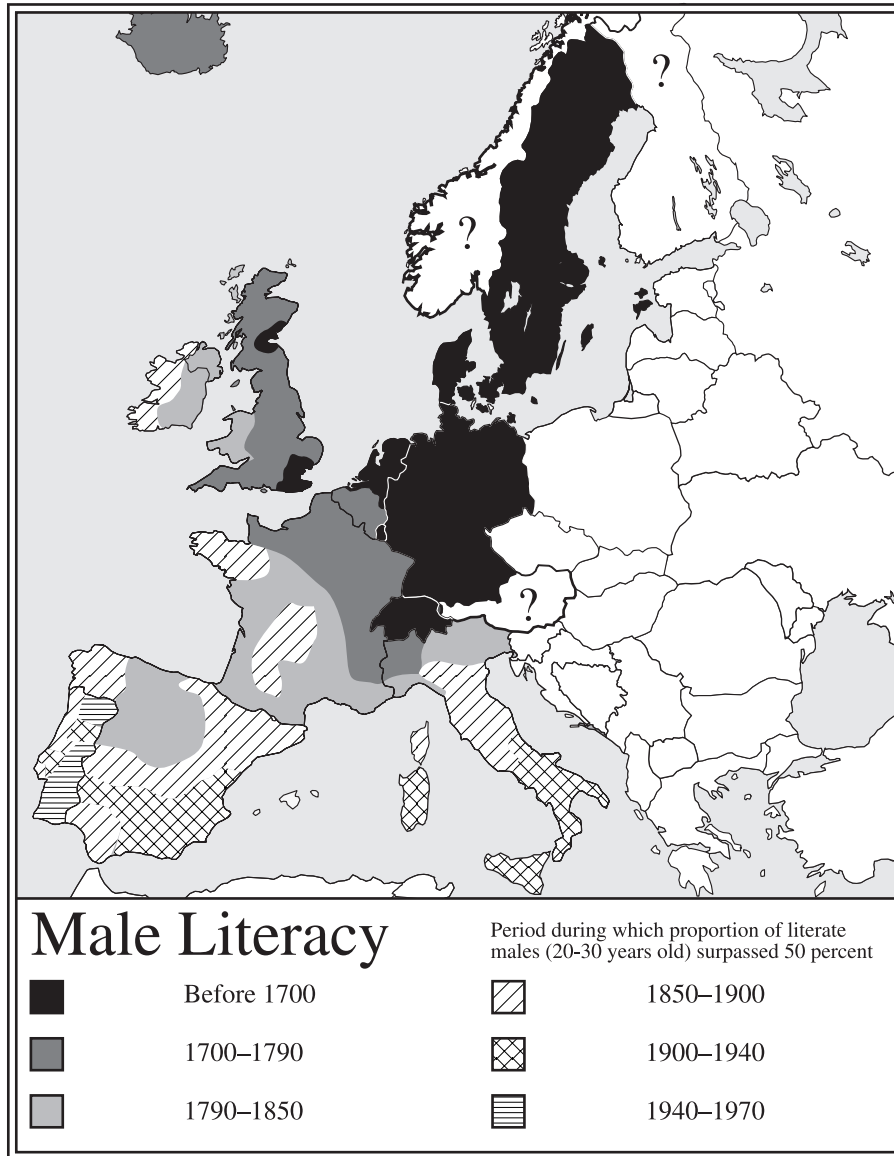 ?
?
?
Male Literacy
Period during which proportion of literate
males (20-30 years old) surpassed 50 percent
Before 1700
1700–1790
1790–1850
1850–1900
1900–1940
1940–1970